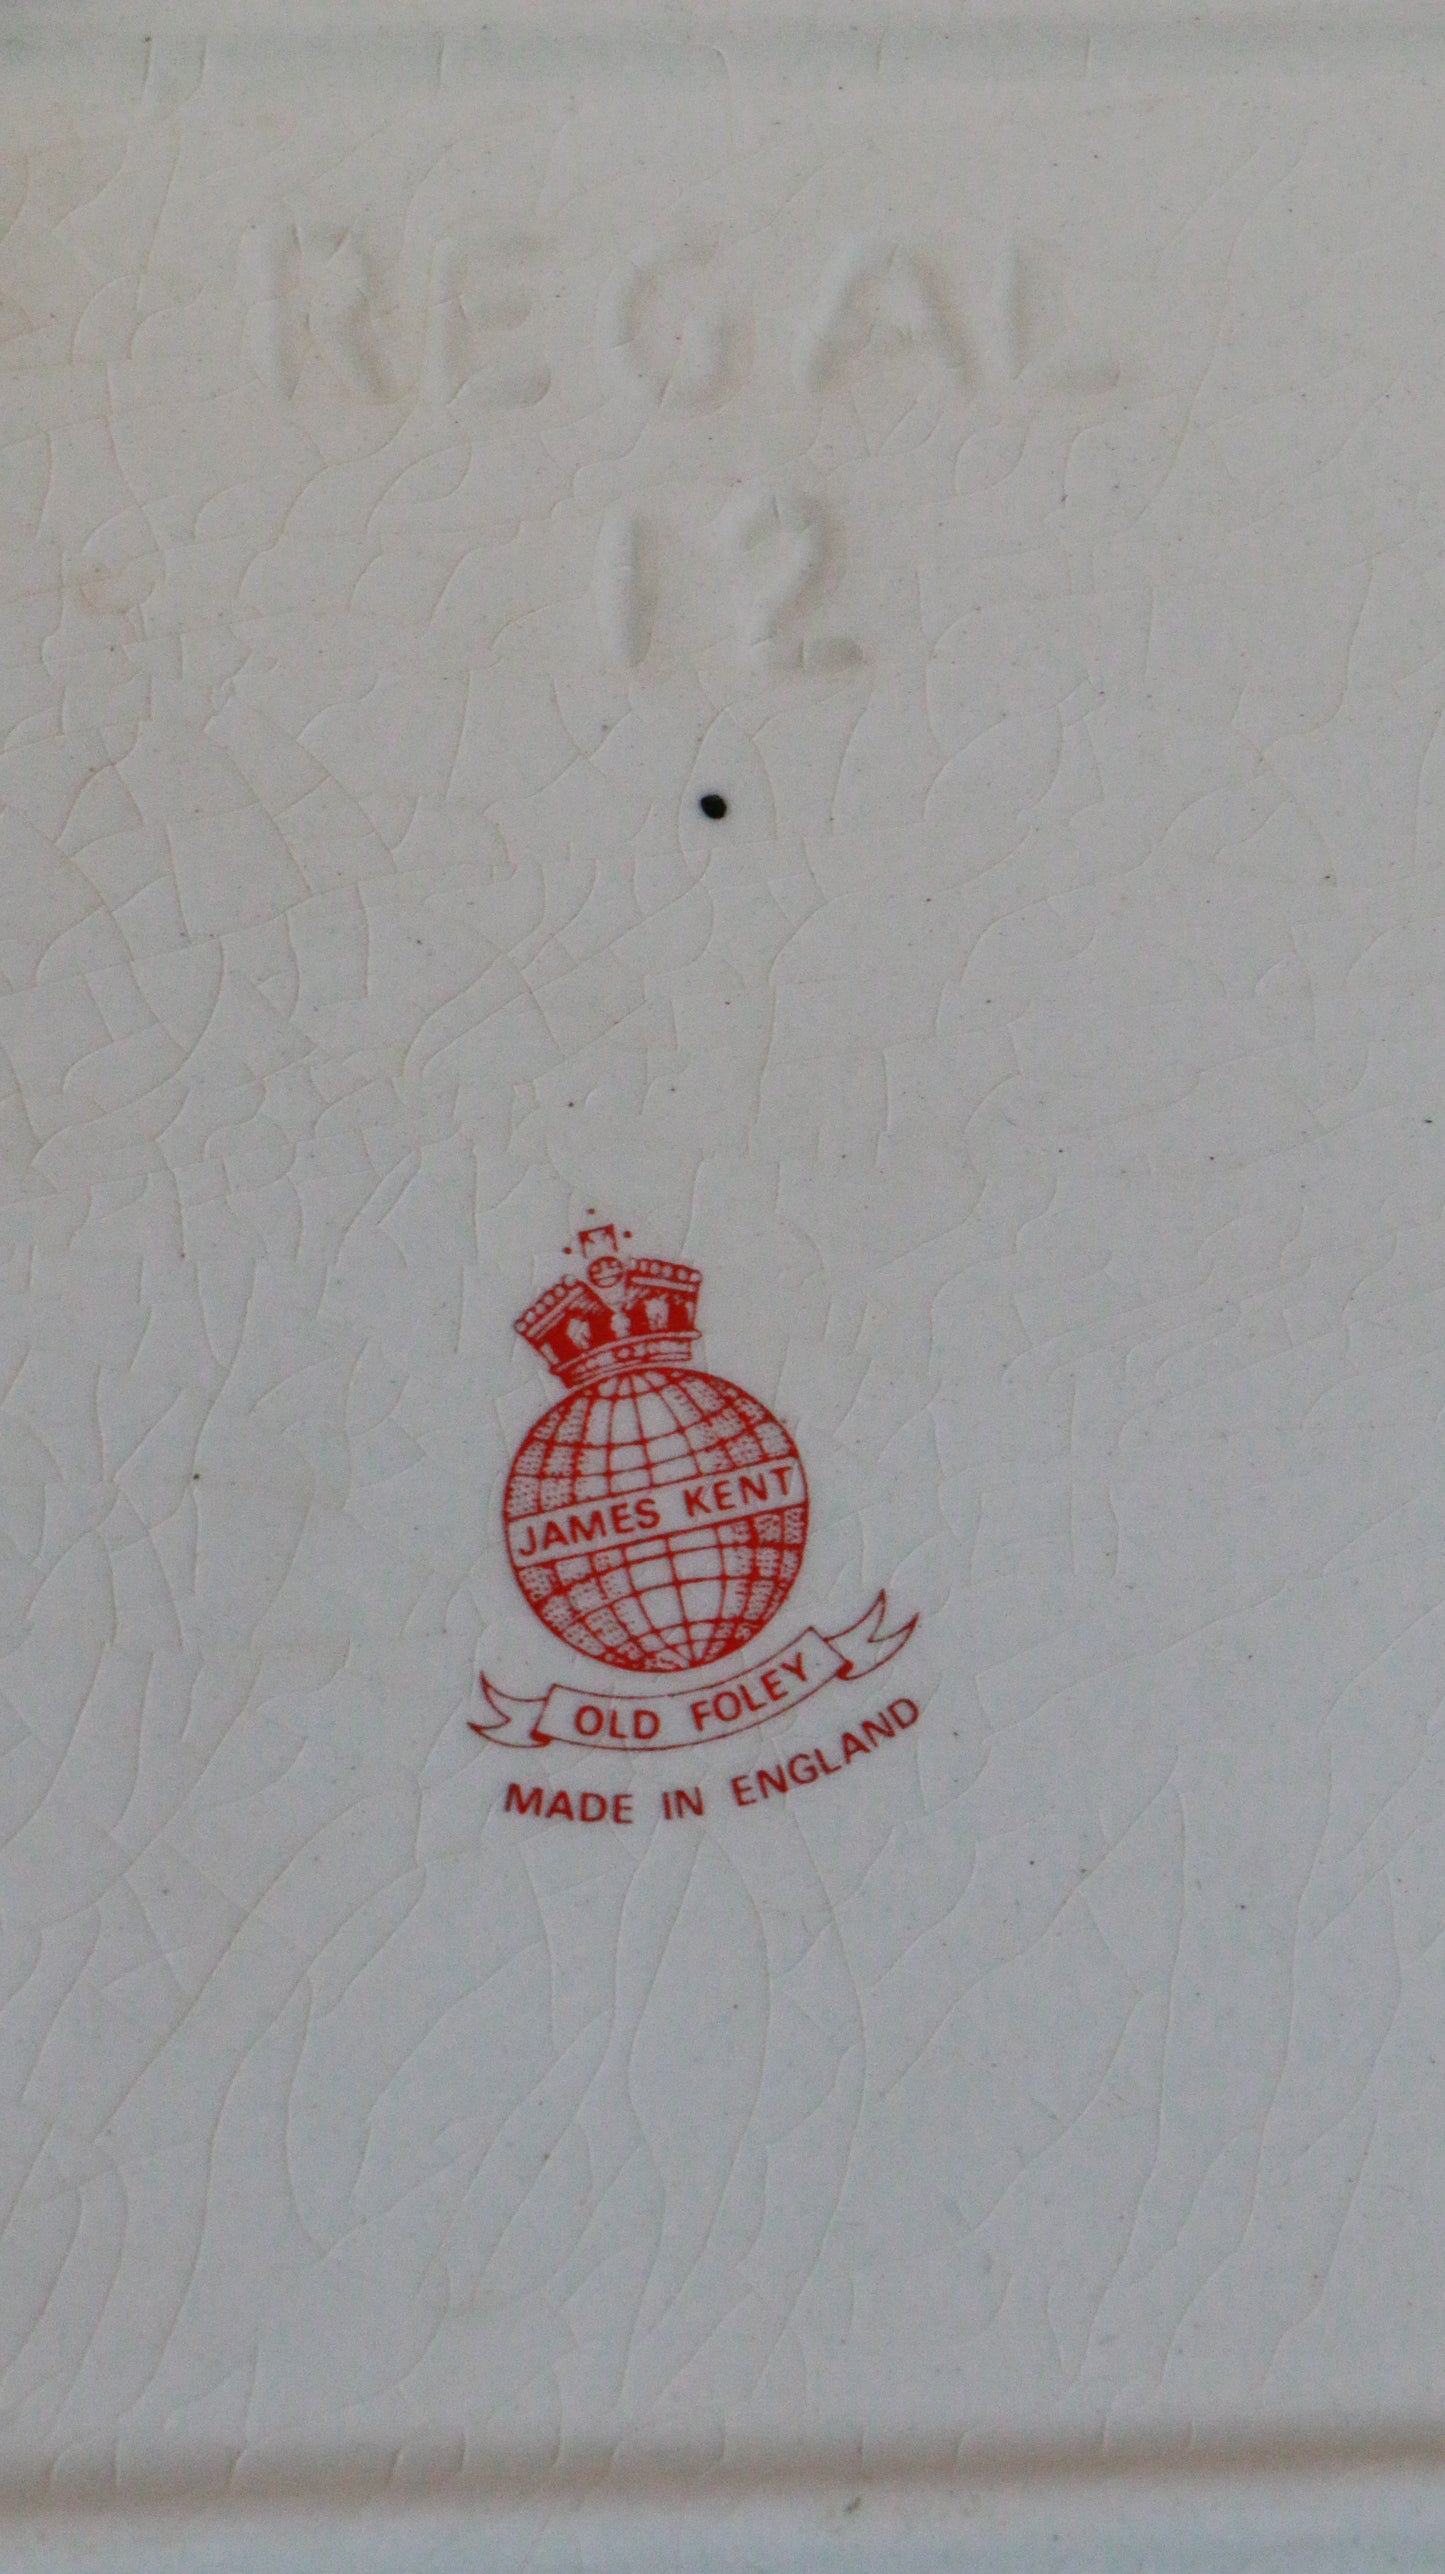 REGAL
12
JAMES KENT
OLD FOLEY
MADE IN ENGLAND